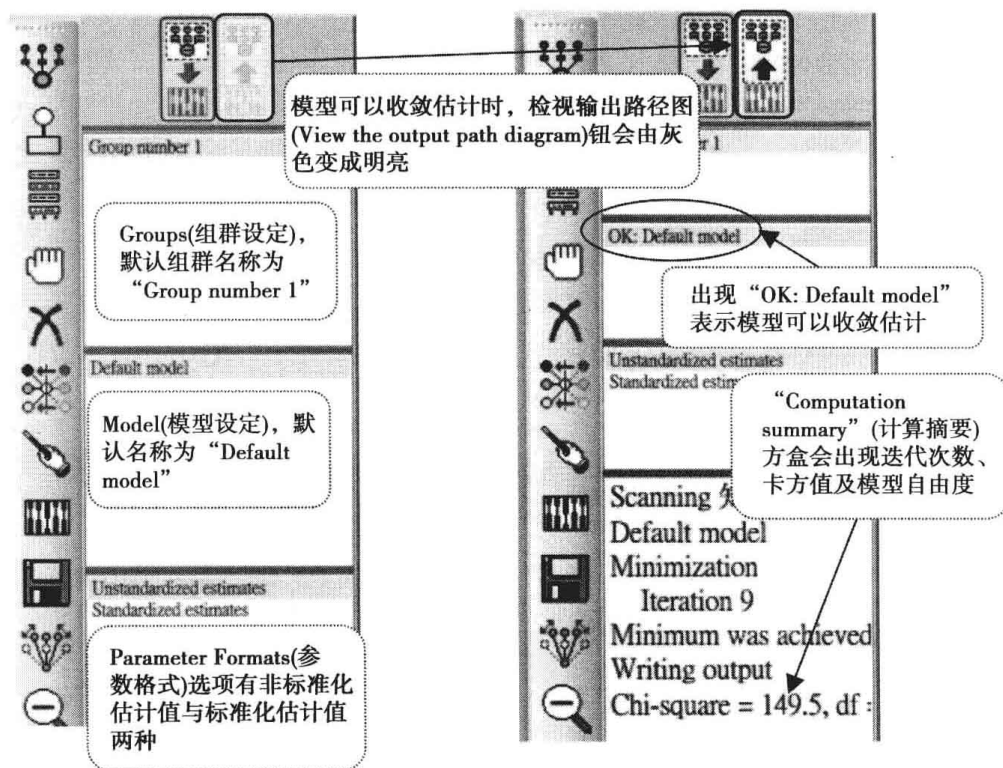 模型可以收敛估计时，检视输出路径图
(View the output path diagram)钮会由灰
色变成明亮
Group number 1
Groups(组群设定)，
默认组群名称为
“Group number 1”
Default model
Model(模型设定)，默
认名称为“Default
model”
Unstandardized estimates
Standardized estimates
Parameter Formats(参
数格式)选项有非标准化
估计值与标准化估计值
两种
er 1
OK: Default model
出现“OK: Default model”
表示模型可以收敛估计
Unstandardized estimates
Standardized estim
“Computation
summary”(计算摘要)
方盒会出现迭代次数、
卡方值及模型自由度
Scanning
Default model
Minimization
Iteration 9
Minimum was achieved
Writing output
Chi-square = 149.5, df :